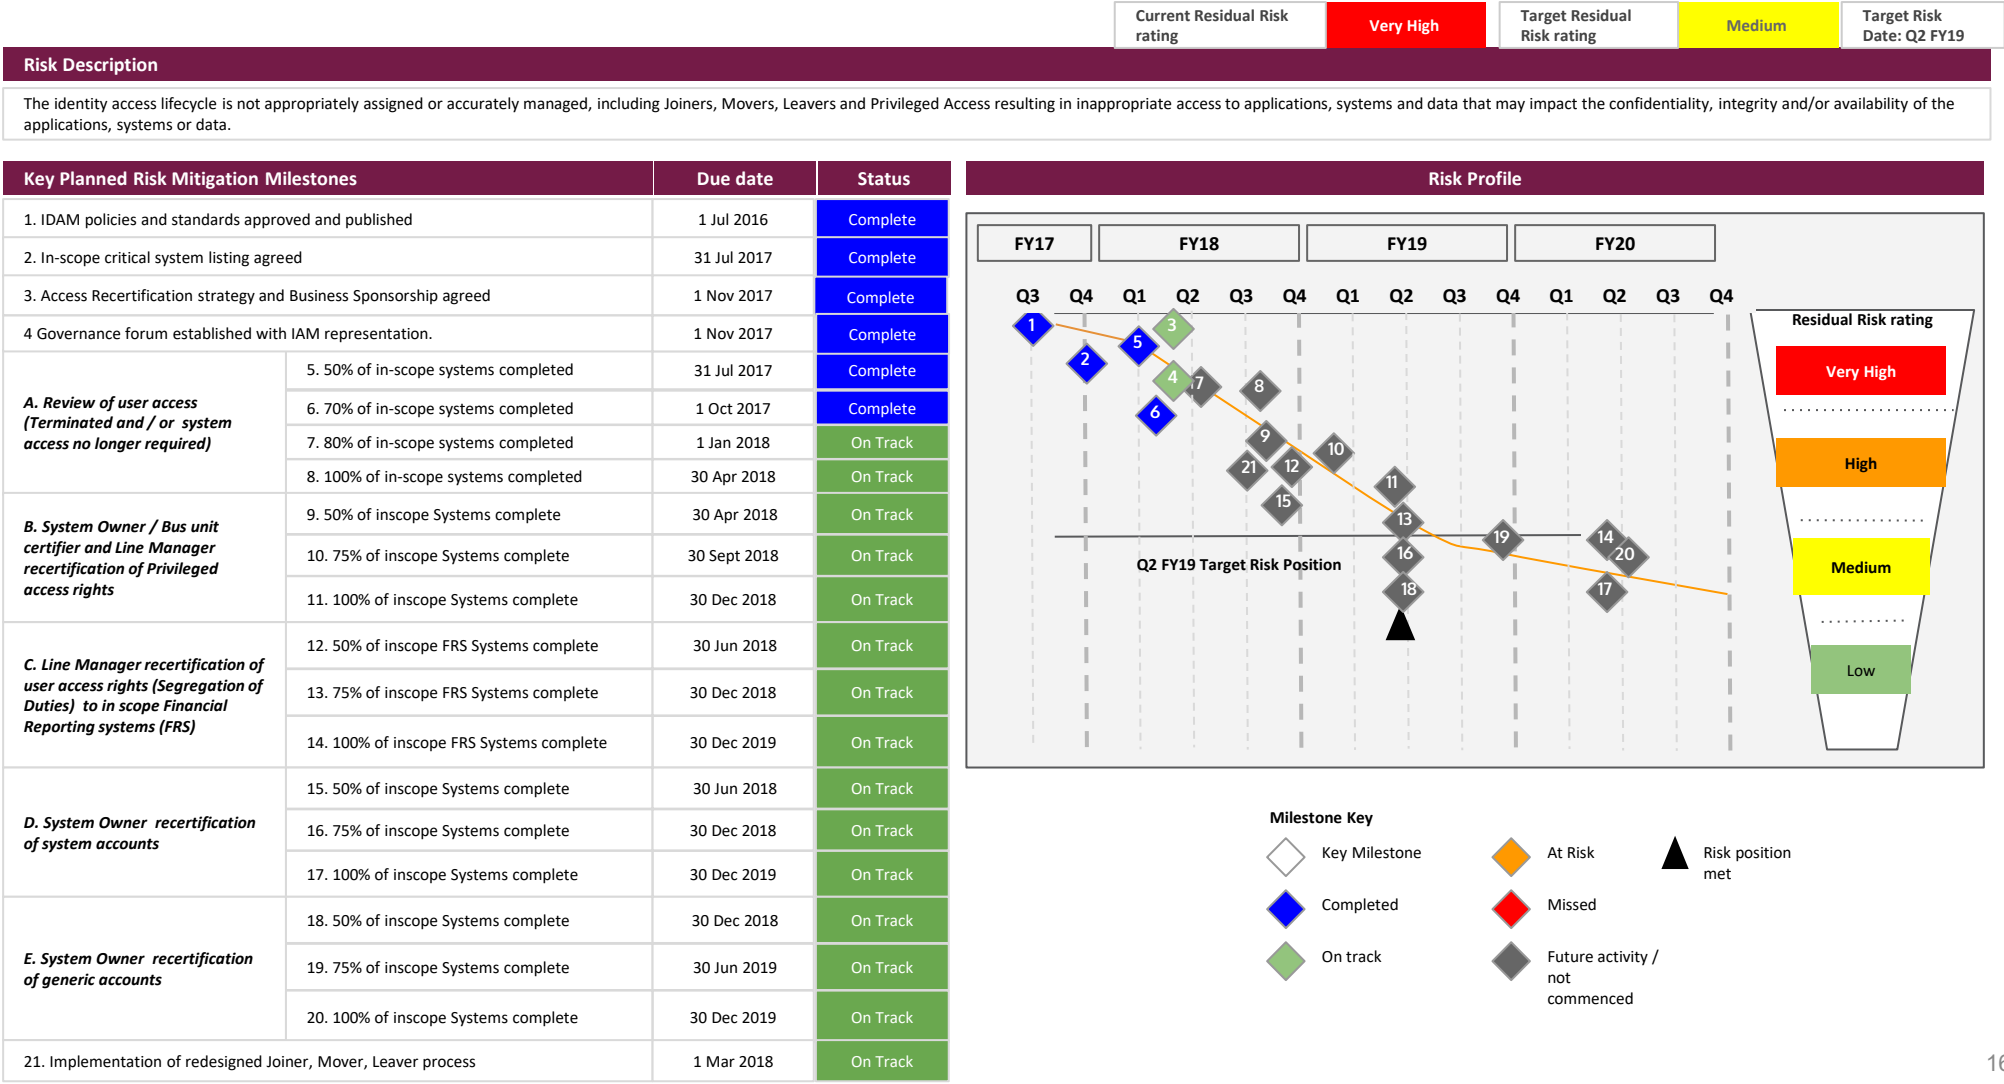 Current Residual Risk
rating
Very High
Target Residual
Risk rating
Medium
Target Risk
Date: Q2 FY19
Risk Description
The identity access lifecycle is not appropriately assigned or accurately managed, including Joiners, Movers, Leavers and Privileged Access resulting in inappropriate access to applications, systems and data that may impact the confidentiality, integrity and/or availability of the
applications, systems or data.
Key Planned Risk Mitigation Milestones
Due date
Status
1. IDAM policies and standards approved and published
1 Jul 2016
Complete
2. In-scope critical system listing agreed
31 Jul 2017
Complete
3. Access Recertification strategy and Business Sponsorship agreed
1 Nov 2017
Complete
4 Governance forum established with IAM representation.
1 Nov 2017
Complete
A. Review of user access
(Terminated and / or system
access no longer required)
5. 50% of in-scope systems completed
31 Jul 2017
Complete
6. 70% of in-scope systems completed
1 Oct 2017
Complete
7. 80% of in-scope systems completed
1 Jan 2018
On Track
8. 100% of in-scope systems completed
30 Apr 2018
On Track
B. System Owner / Bus unit
certifier and Line Manager
recertification of Privileged
access rights
9. 50% of inscope Systems complete
30 Apr 2018
On Track
10. 75% of inscope Systems complete
30 Sept 2018
On Track
11. 100% of inscope Systems complete
30 Dec 2018
On Track
C. Line Manager recertification of
user access rights (Segregation of
Duties) to in scope Financial
Reporting systems (FRS)
12. 50% of inscope FRS Systems complete
30 Jun 2018
On Track
13. 75% of inscope FRS Systems complete
30 Dec 2018
On Track
14. 100% of inscope FRS Systems complete
30 Dec 2019
On Track
D. System Owner recertification
of system accounts
15. 50% of inscope Systems complete
30 Jun 2018
On Track
16. 75% of inscope Systems complete
30 Dec 2018
On Track
17. 100% of inscope Systems complete
30 Dec 2019
On Track
E. System Owner recertification
of generic accounts
18. 50% of inscope Systems complete
30 Dec 2018
On Track
19. 75% of inscope Systems complete
30 Jun 2019
On Track
20. 100% of inscope Systems complete
30 Dec 2019
On Track
21. Implementation of redesigned Joiner, Mover, Leaver process
1 Mar 2018
On Track
Risk Profile
FY17
FY18
FY19
FY20
Q3 Q4 Q1 Q2 Q3 Q4 Q1 Q2 Q3 Q4 Q1 Q2 Q3 Q4
1
2
5
3
4
6
7
8
9
21
12
15
10
11
13
16
18
19
14
20
17
Q2 FY19 Target Risk Position
Residual Risk rating
Very High
High
Medium
Low
Milestone Key
Key Milestone
Completed
On track
At Risk
Missed
Future activity /
not
commenced
Risk position
met
16